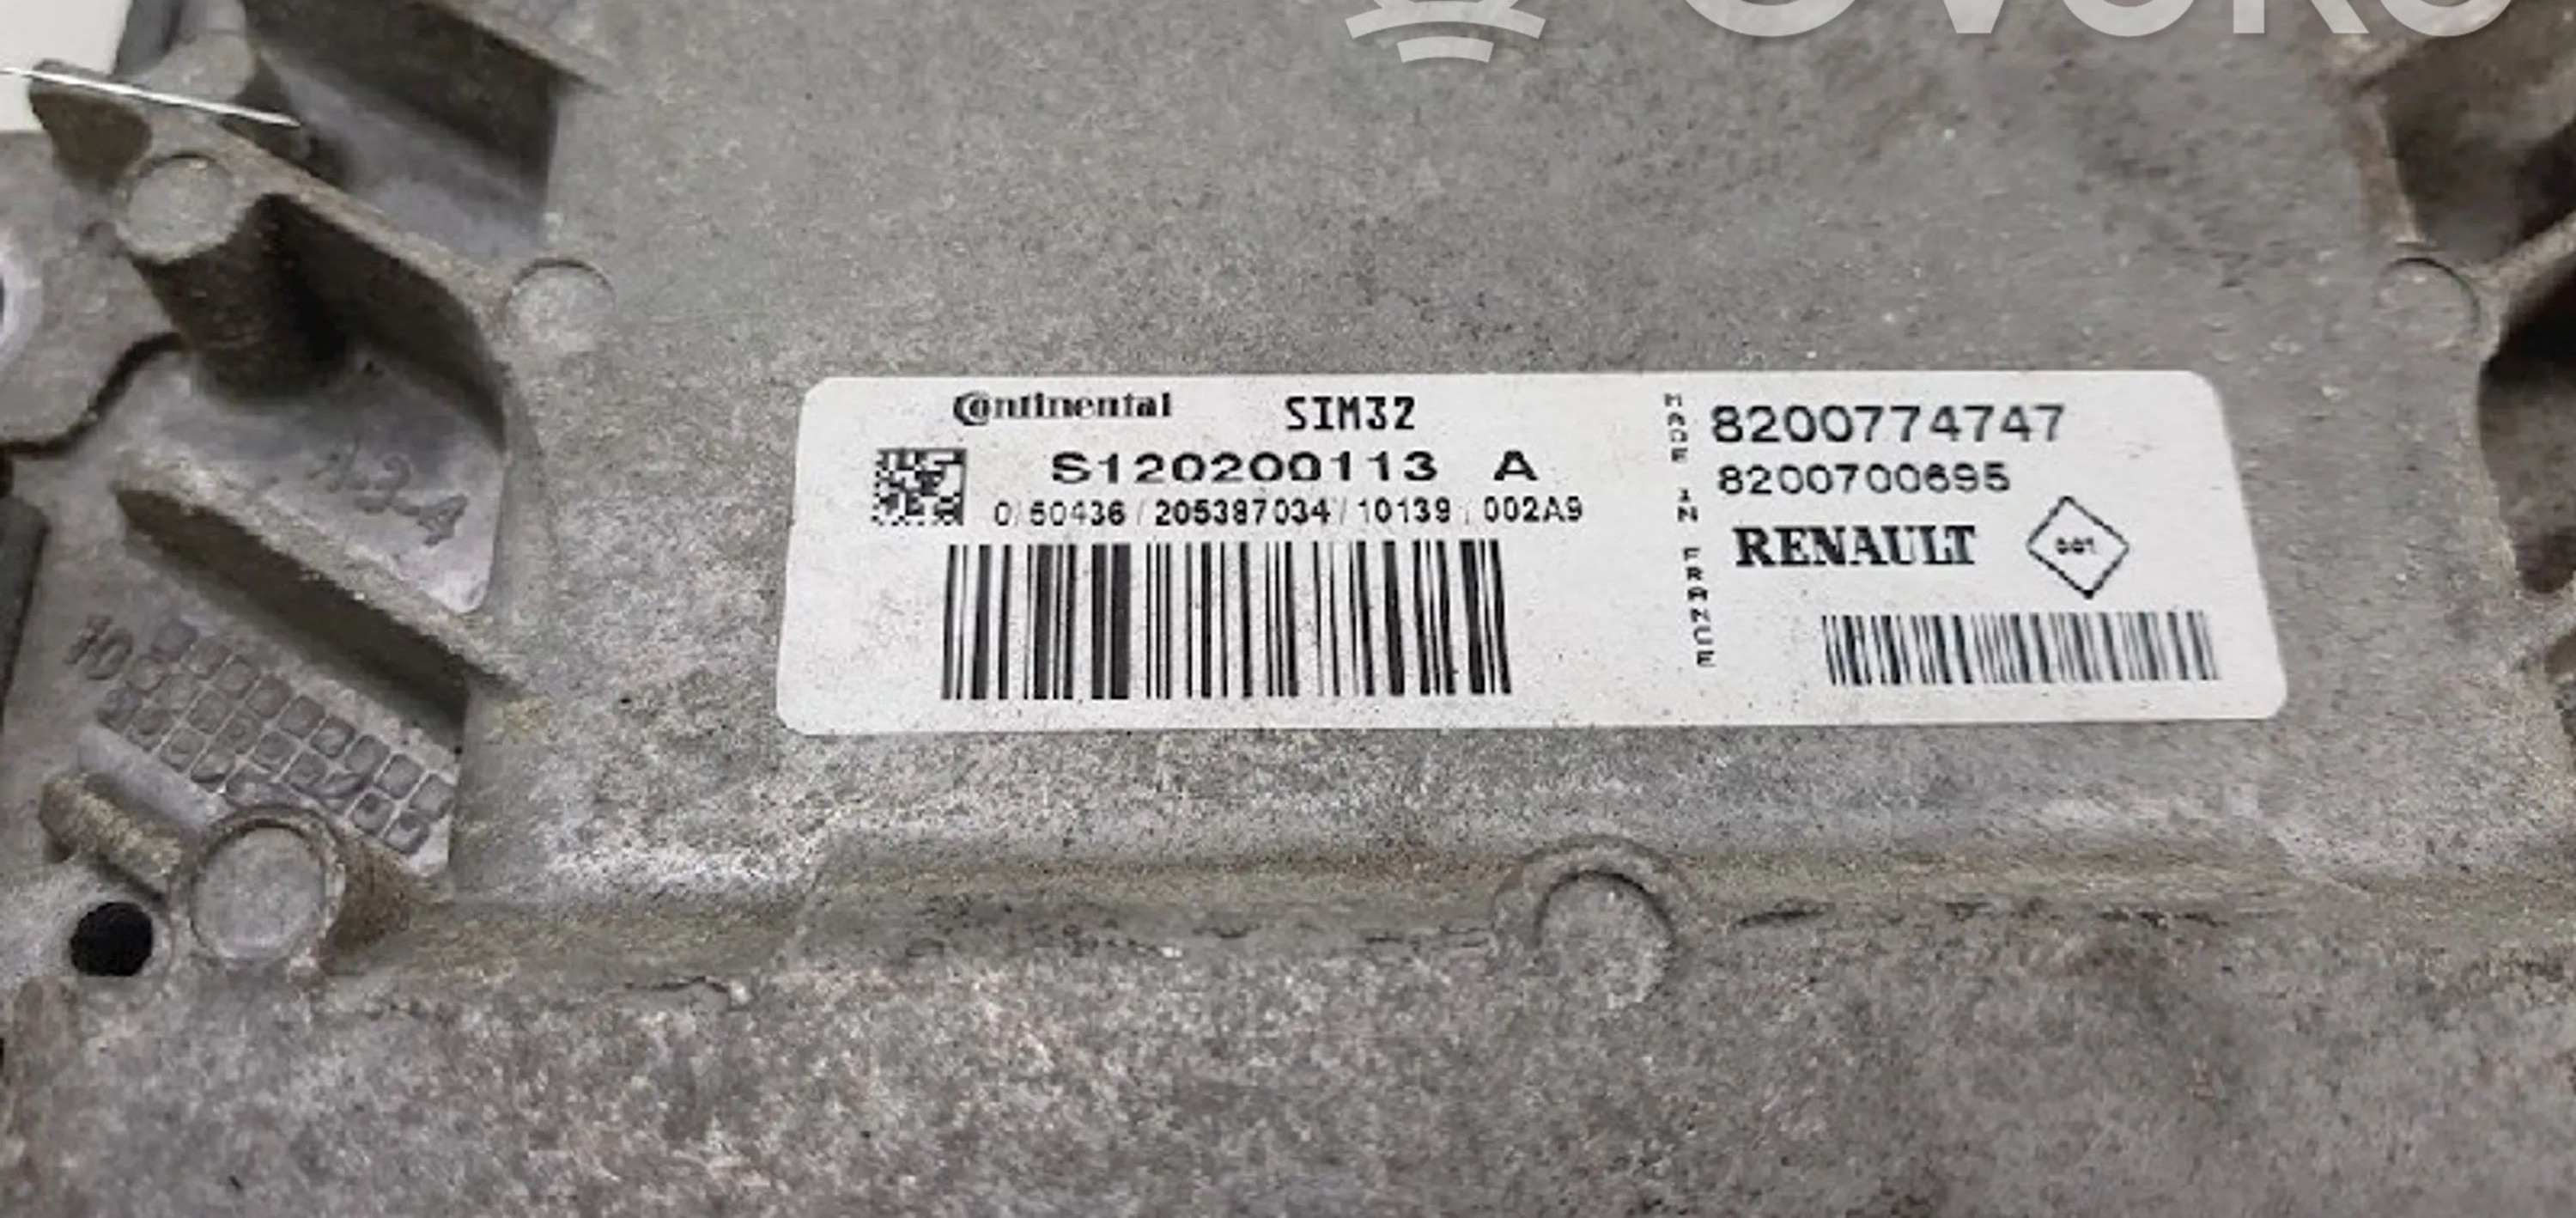 Continental SIM32
S120200113 A
0/60436/205387034/10139/002A9
MADE IN FRANCE
8200774747
8200700695
RENAULT